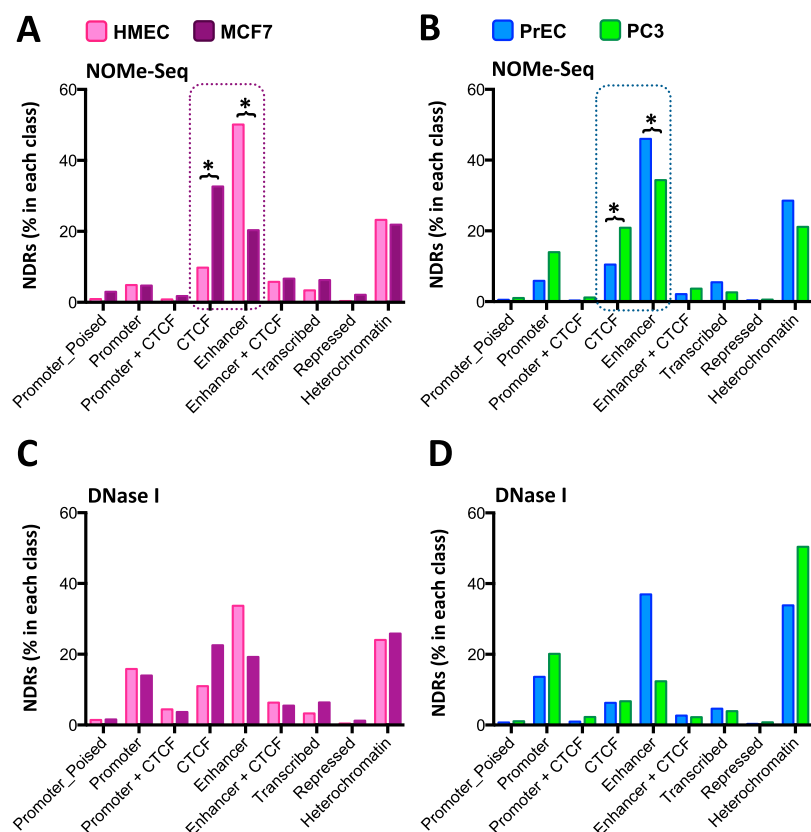 A
HMEC MCF7
NOMe-Seq
NDRs (% in each class)
60
40
20
0
*
*
Promoter_Poised
Promoter
Promoter + CTCF
CTCF
Enhancer
Enhancer + CTCF
Transcribed
Repressed
Heterochromatin
B
PrEC PC3
NOMe-Seq
NDRs (% in each class)
60
40
20
0
*
*
Promoter_Poised
Promoter
Promoter + CTCF
CTCF
Enhancer
Enhancer + CTCF
Transcribed
Repressed
Heterochromatin
C
DNase I
NDRs (% in each class)
60
40
20
0
Promoter_Poised
Promoter
Promoter + CTCF
CTCF
Enhancer
Enhancer + CTCF
Transcribed
Repressed
Heterochromatin
D
DNase I
NDRs (% in each class)
60
40
20
0
Promoter_Poised
Promoter
Promoter + CTCF
CTCF
Enhancer
Enhancer + CTCF
Transcribed
Repressed
Heterochromatin